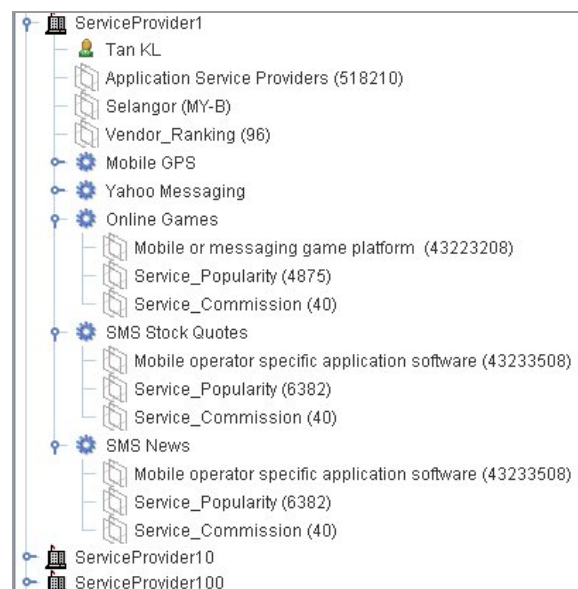 ServiceProvider1
Tan KL
Application Service Providers (518210)
Selangor (MY-B)
Vendor_Ranking (96)
Mobile GPS
Yahoo Messaging
Online Games
Mobile or messaging game platform (43223208)
Service_Popularity (4875)
Service_Commission (40)
SMS Stock Quotes
Mobile operator specific application software (43233508)
Service_Popularity (6382)
Service_Commission (40)
SMS News
Mobile operator specific application software (43233508)
Service_Popularity (6382)
Service_Commission (40)
ServiceProvider10
ServiceProvider100